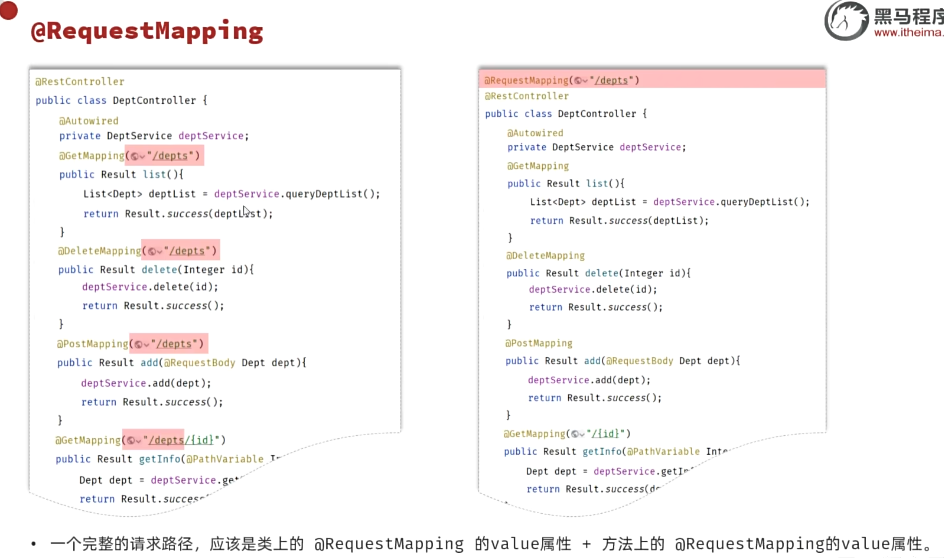 @RequestMapping
黑马程序
www.itheima.
@RestController
public class DeptController {
@Autowired
private DeptService deptService;
@GetMapping("/depts")
public Result list(){
List<Dept> deptList = deptService.queryDeptList();
return Result.success(deptList);
}
@DeleteMapping("/depts")
public Result delete(Integer id){
deptService.delete(id);
return Result.success();
}
@PostMapping("/depts")
public Result add(@RequestBody Dept dept){
deptService.add(dept);
return Result.success();
}
@GetMapping("/depts/{id}")
public Result getInfo(@PathVariable In
Dept dept = deptService.get
return Result.success
@RequestMapping("/depts")
@RestController
public class DeptController {
@Autowired
private DeptService deptService;
@GetMapping
public Result list(){
List<Dept> deptList = deptService.queryDeptList();
return Result.success(deptList);
}
@DeleteMapping
public Result delete(Integer id){
deptService.delete(id);
return Result.success();
}
@PostMapping
public Result add(@RequestBody Dept dept){
deptService.add(dept);
return Result.success();
}
@GetMapping("/{id}")
public Result getInfo(@PathVariable Inte
Dept dept = deptService.getInf
return Result.success(de
• 一个完整的请求路径，应该是类上的 @RequestMapping 的value属性 + 方法上的 @RequestMapping的value属性。